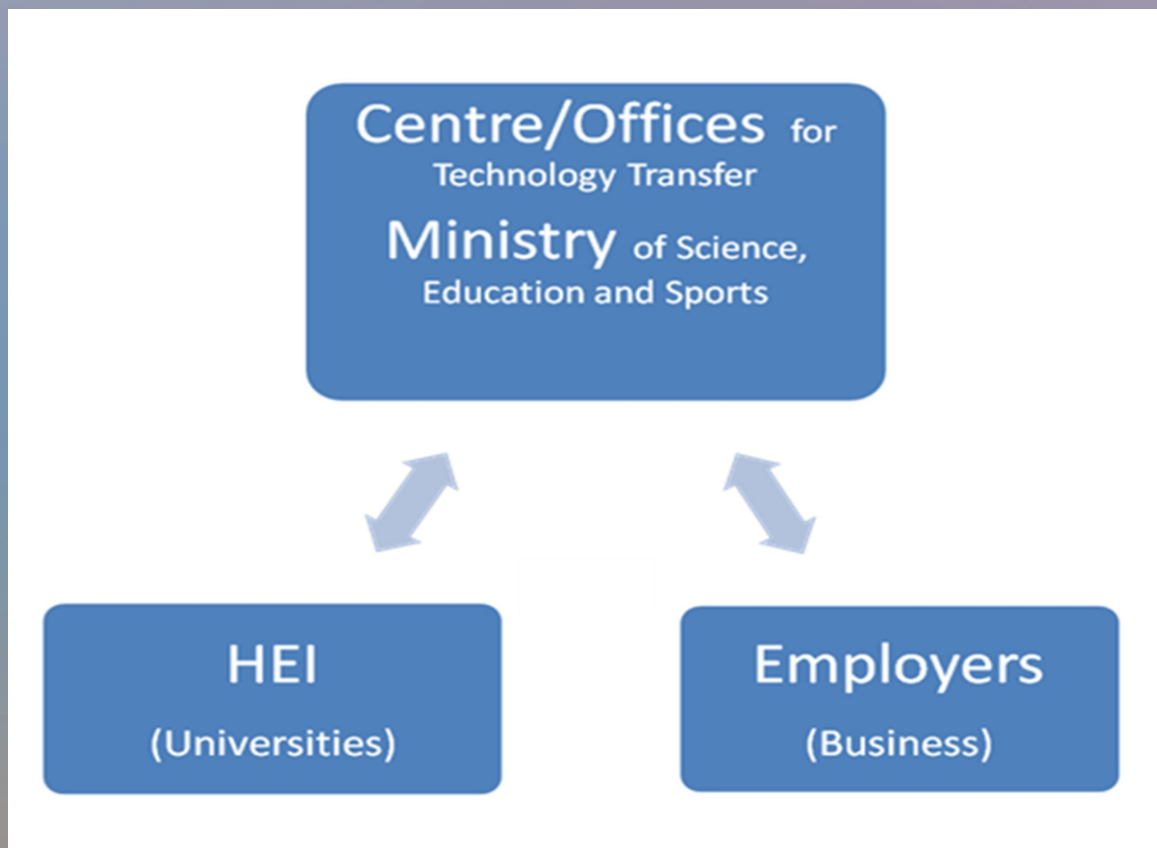 Centre/Offices for
Technology Transfer
Ministry of Science,
Education and Sports
HEI
(Universities)
Employers
(Business)